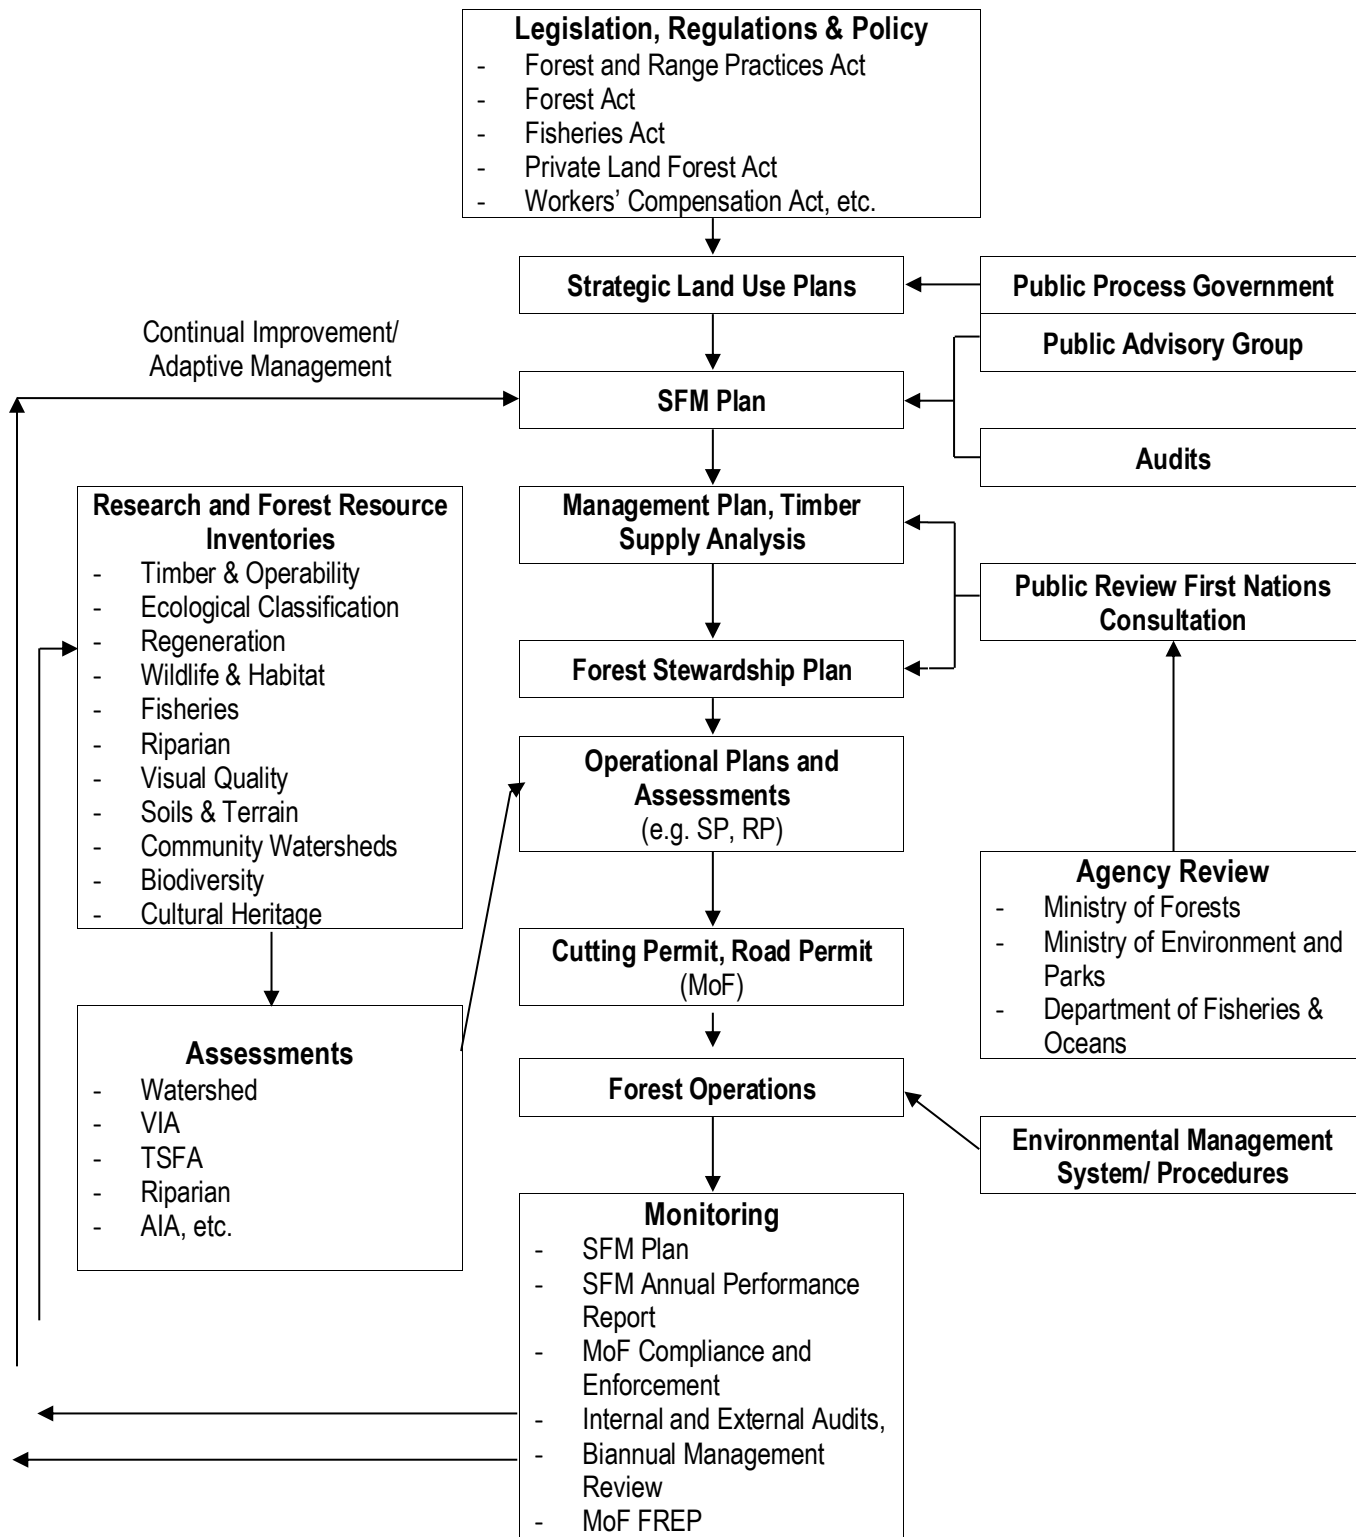 Legislation, Regulations & Policy
- Forest and Range Practices Act
- Forest Act
- Fisheries Act
- Private Land Forest Act
- Workers' Compensation Act, etc.
Strategic Land Use Plans
Public Process Government
Public Advisory Group
Continual Improvement/
Adaptive Management
SFM Plan
Audits
Research and Forest Resource
Inventories
- Timber & Operability
- Ecological Classification
- Regeneration
- Wildlife & Habitat
- Fisheries
- Riparian
- Visual Quality
- Soils & Terrain
- Community Watersheds
- Biodiversity
- Cultural Heritage
Management Plan, Timber
Supply Analysis
Public Review First Nations
Consultation
Forest Stewardship Plan
Operational Plans and
Assessments
(e.g. SP, RP)
Agency Review
- Ministry of Forests
- Ministry of Environment and
Parks
- Department of Fisheries &
Oceans
Cutting Permit, Road Permit
(MoF)
Assessments
- Watershed
- VIA
- TSFA
- Riparian
- AIA, etc.
Forest Operations
Environmental Management
System/ Procedures
Monitoring
- SFM Plan
- SFM Annual Performance
Report
- MoF Compliance and
Enforcement
- Internal and External Audits,
- Biannual Management
Review
- MoF FREP